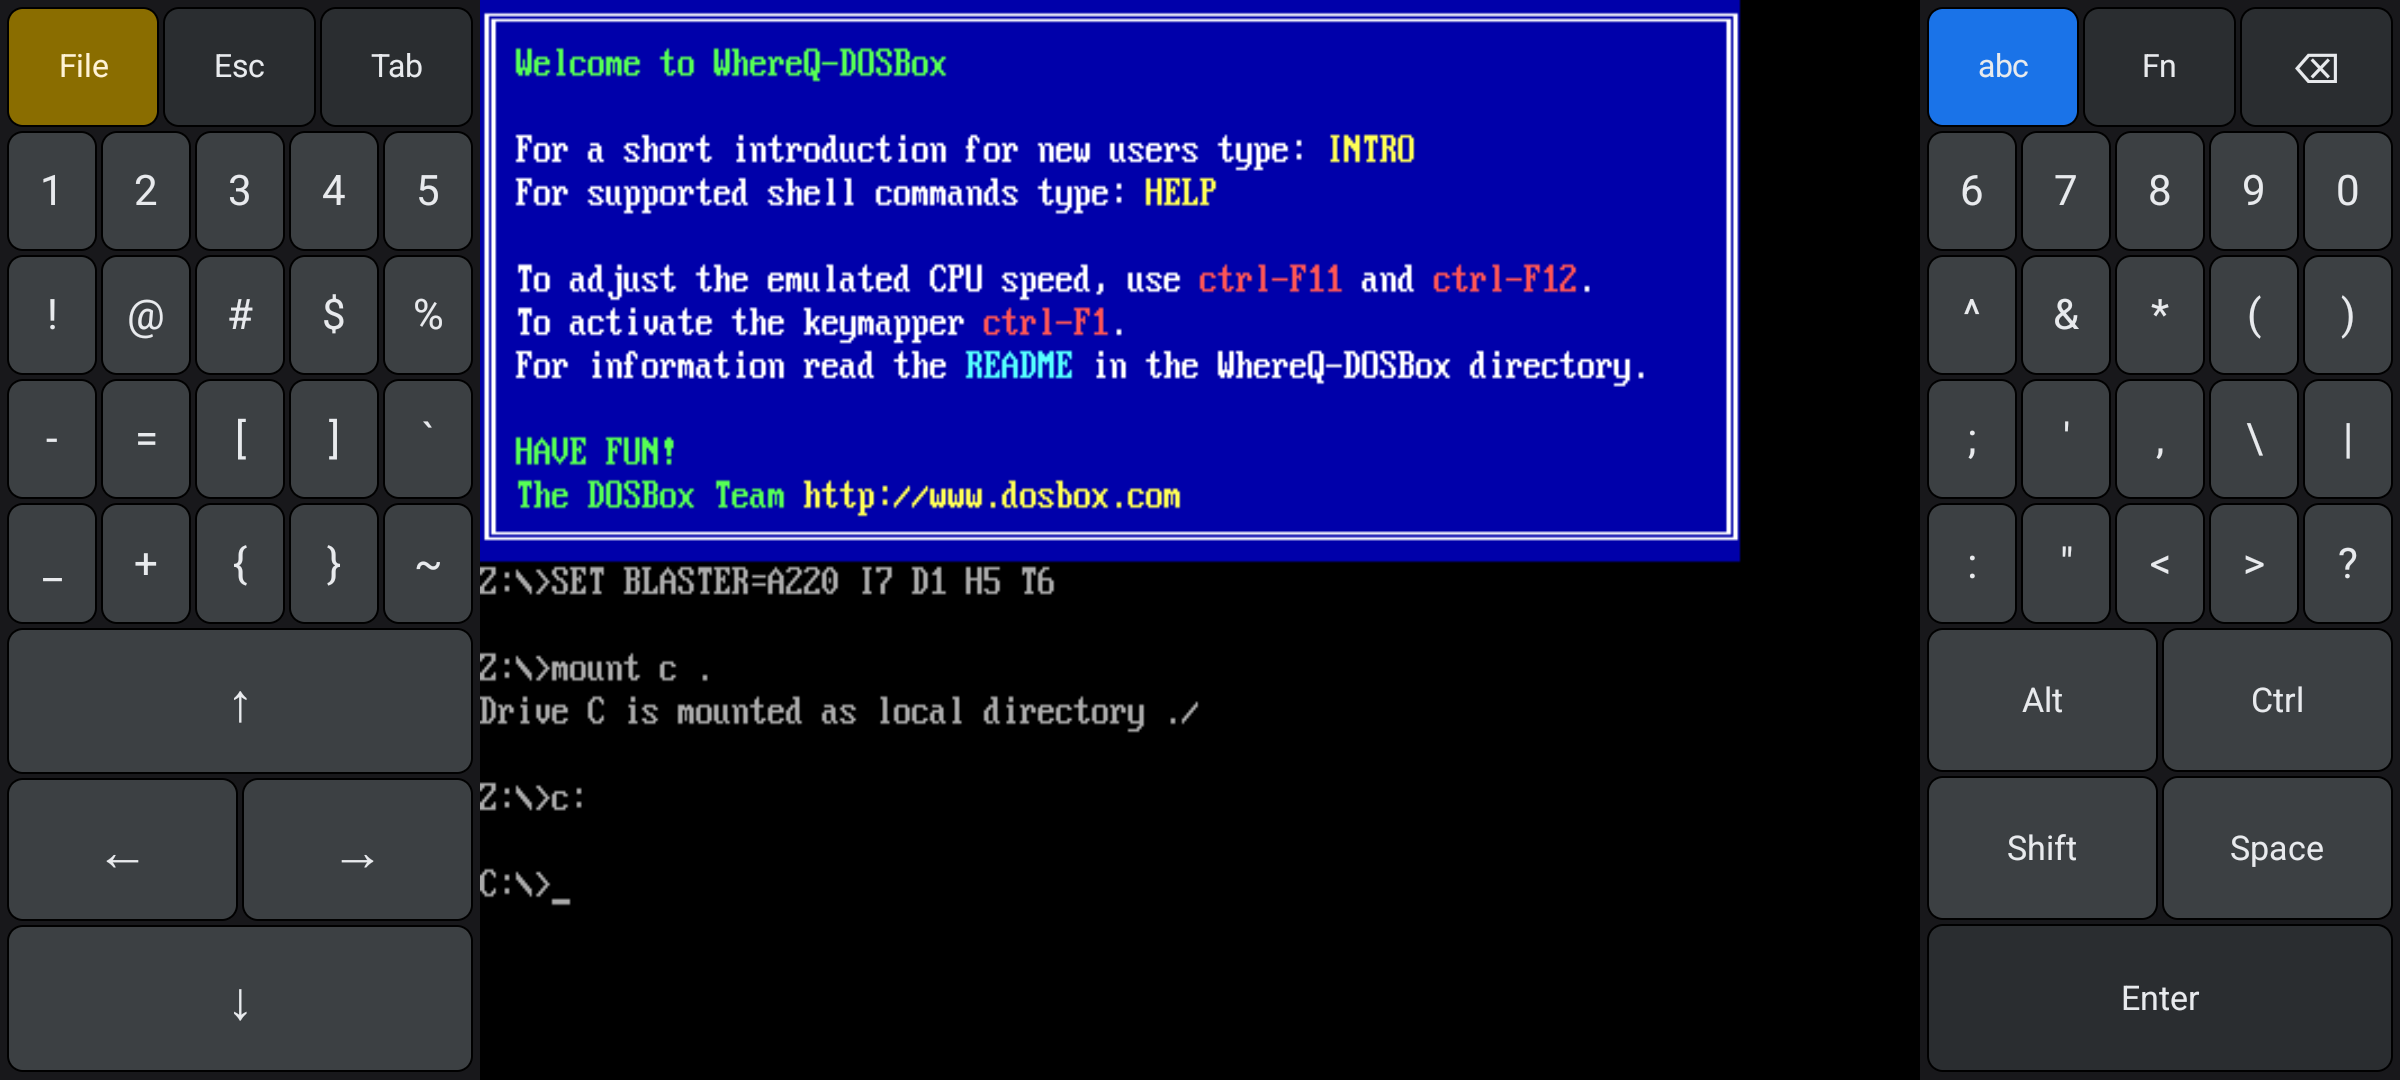 File Esc Tab
1 2 3 4 5
! @ # $ %
- = [ ] `
_ + { } ~
↑
← →
↓
Welcome to WhereQ-DOSBox
For a short introduction for new users type: INTRO
For supported shell commands type: HELP
To adjust the emulated CPU speed, use ctrl-F11 and ctrl-F12.
To activate the keymapper ctrl-F1.
For information read the README in the WhereQ-DOSBox directory.
HAVE FUN!
The DOSBox Team http://www.dosbox.com
Z:\>SET BLASTER=A220 I7 D1 H5 T6
Z:\>mount c .
Drive C is mounted as local directory ./
Z:\>c:
C:\>_
abc Fn ⌫
6 7 8 9 0
^ & * ( )
; ' , \ |
: " < > ?
Alt Ctrl
Shift Space
Enter